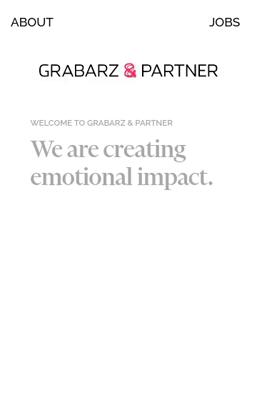 ABOUT
JOBS
GRABARZ & PARTNER
WELCOME TO GRABARZ & PARTNER
We are creating
emotional impact.